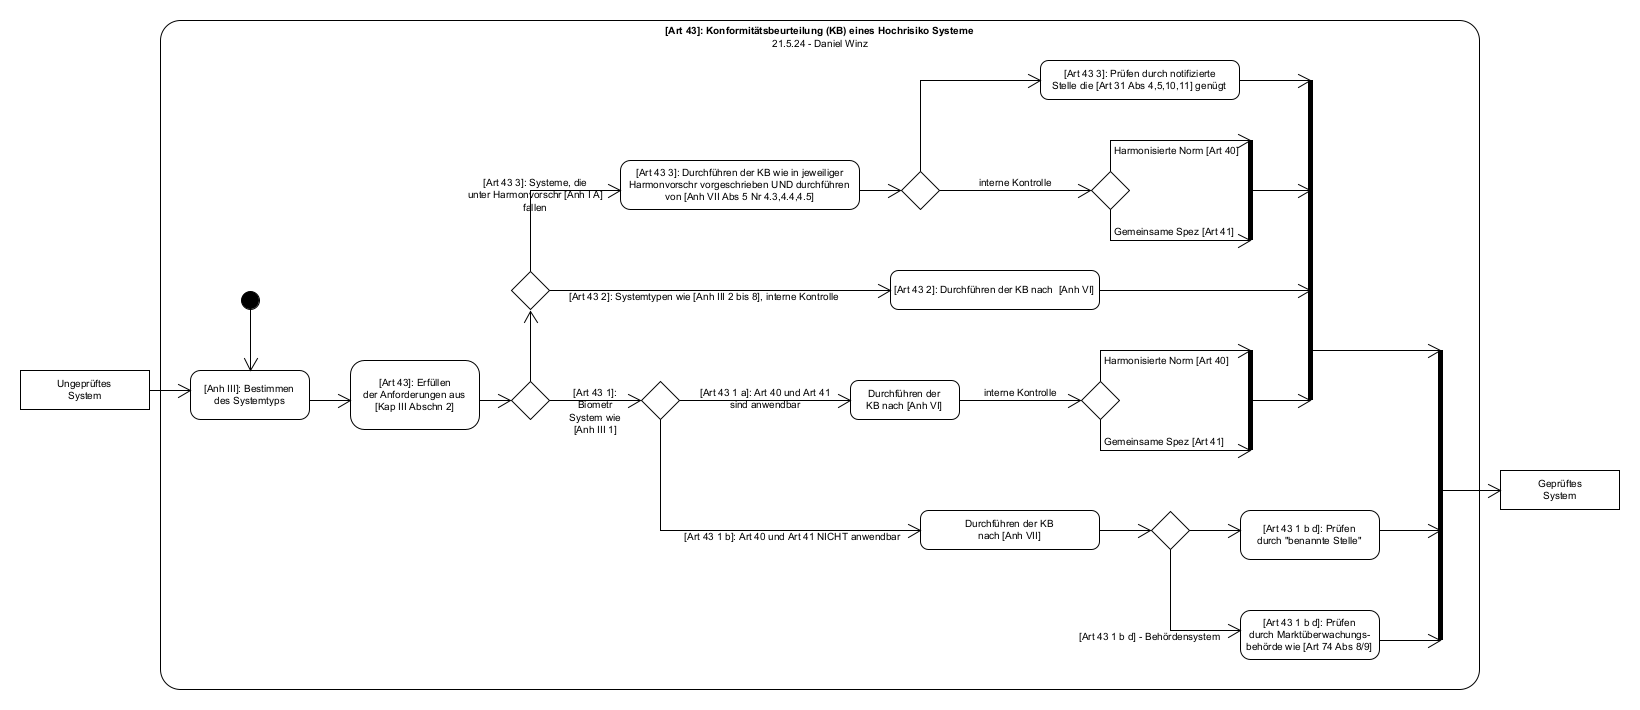 [Art 43]: Konformitätsbeurteilung (KB) eines Hochrisiko Systeme
21.5.24 - Daniel Winz
[Art 43 3]: Prüfen durch notifizierte
Stelle die [Art 31 Abs 4,5,10,11] genügt
Harmonisierte Norm [Art 40]
[Art 43 3]: Systeme, die
unter Harmonvorschr [Anh I A]
fallen
[Art 43 3]: Durchführen der KB wie in jeweiliger
Harmonvorschr vorgeschrieben UND durchführen
von [Anh VII Abs 5 Nr 4.3,4.4,4.5]
interne Kontrolle
Gemeinsame Spez [Art 41]
[Art 43 2]: Systemtypen wie [Anh III 2 bis 8], interne Kontrolle
[Art 43 2]: Durchführen der KB nach  [Anh VI]
Ungeprüftes
System
[Anh III]: Bestimmen
des Systemtyps
[Art 43]: Erfüllen
der Anforderungen aus
[Kap III Abschn 2]
[Art 43 1]:
Biometr
System wie
[Anh III 1]
[Art 43 1 a]: Art 40 und Art 41
sind anwendbar
Durchführen der
KB nach [Anh VI]
interne Kontrolle
Harmonisierte Norm [Art 40]
Gemeinsame Spez [Art 41]
Geprüftes
System
[Art 43 1 b]: Art 40 und Art 41 NICHT anwendbar
Durchführen der KB
nach [Anh VII]
[Art 43 1 b d]: Prüfen
durch "benannte Stelle"
[Art 43 1 b d] - Behördensystem
[Art 43 1 b d]: Prüfen
durch Marktüberwachungs-
behörde wie [Art 74 Abs 8/9]